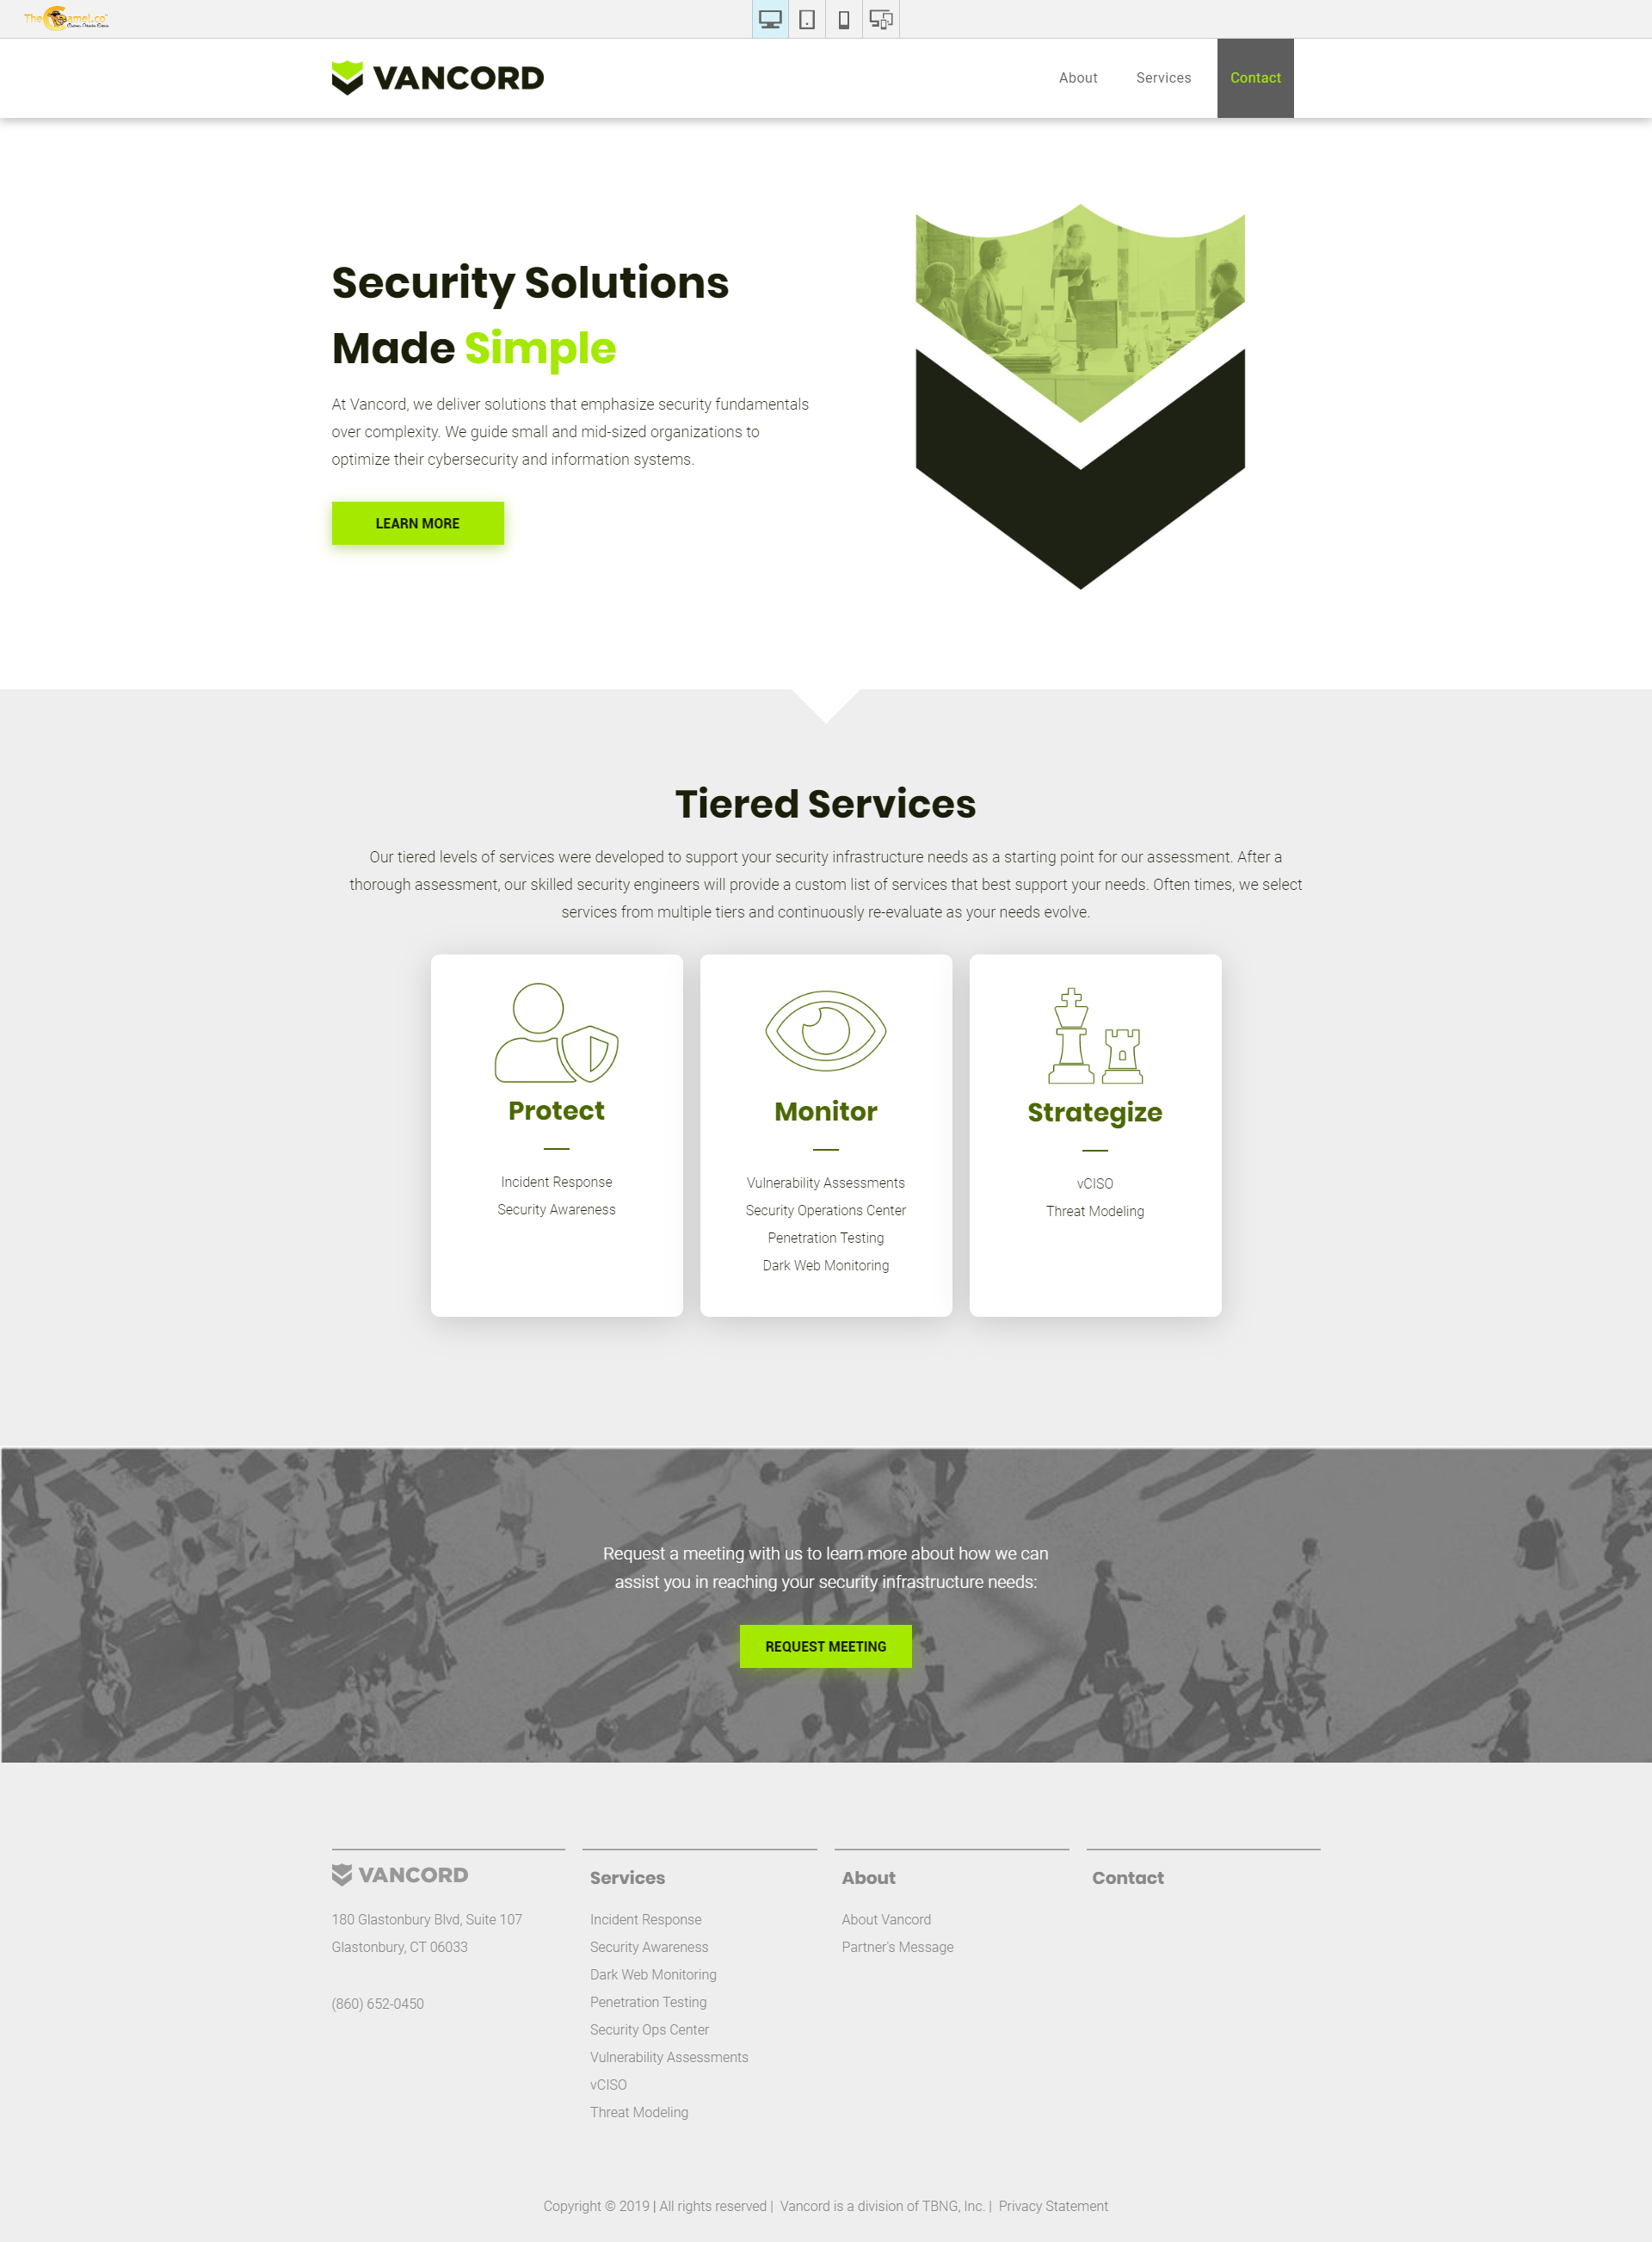 VANCORD
About Services Contact
Security Solutions
Made Simple
At Vancord, we deliver solutions that emphasize security fundamentals
over complexity. We guide small and mid-sized organizations to
optimize their cybersecurity and information systems.
LEARN MORE
Tiered Services
Our tiered levels of services were developed to support your security infrastructure needs as a starting point for our assessment. After a
thorough assessment, our skilled security engineers will provide a custom list of services that best support your needs. Often times, we select
services from multiple tiers and continuously re-evaluate as your needs evolve.
Protect
Incident Response
Security Awareness
Monitor
Vulnerability Assessments
Security Operations Center
Penetration Testing
Dark Web Monitoring
Strategize
vCISO
Threat Modeling
Request a meeting with us to learn more about how we can
assist you in reaching your security infrastructure needs:
REQUEST MEETING
VANCORD
180 Glastonbury Blvd, Suite 107
Glastonbury, CT 06033
(860) 652-0450
Services
Incident Response
Security Awareness
Dark Web Monitoring
Penetration Testing
Security Ops Center
Vulnerability Assessments
vCISO
Threat Modeling
About
About Vancord
Partner's Message
Contact
Copyright © 2019 | All rights reserved | Vancord is a division of TBNG, Inc. | Privacy Statement